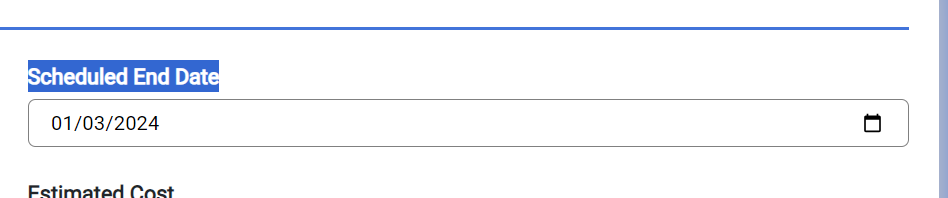 Scheduled End Date
01/03/2024
Estimated Cost